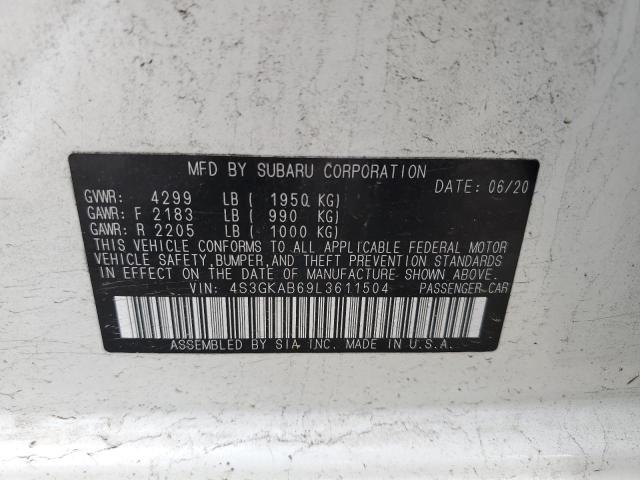 MFD BY SUBARU CORPORATION
DATE: 06/20
GVWR: 4299 LB ( 1950 KG)
GAWR: F 2183 LB ( 990 KG)
GAWR: R 2205 LB ( 1000 KG)
THIS VEHICLE CONFORMS TO ALL APPLICABLE FEDERAL MOTOR
VEHICLE SAFETY, BUMPER, AND THEFT PREVENTION STANDARDS
IN EFFECT ON THE DATE OF MANUFACTURE SHOWN ABOVE.
VIN: 4S3GKAB69L3611504 PASSENGER CAR
ASSEMBLED BY SIA INC. MADE IN U.S.A.